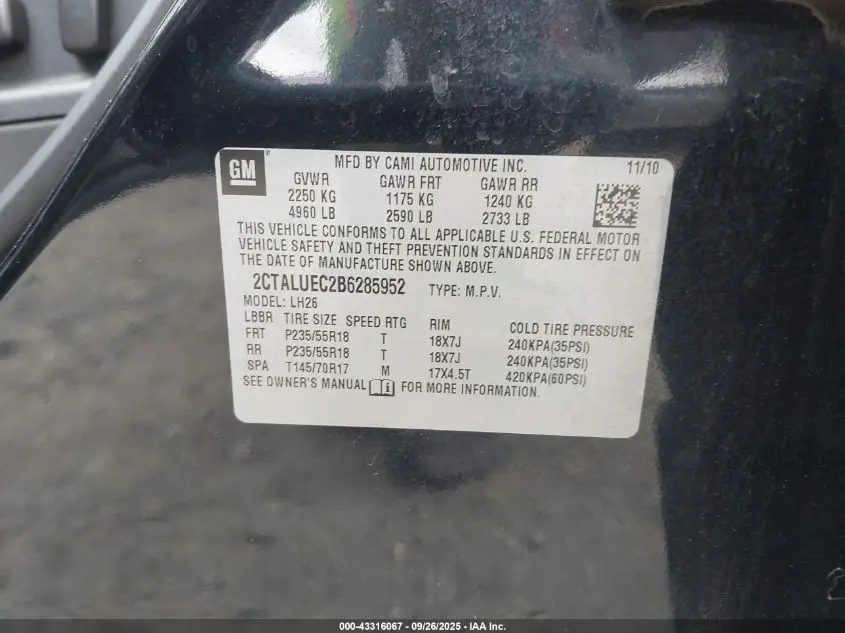 GM
MFD BY CAMI AUTOMOTIVE INC. 11/10
GVWR GAWR FRT GAWR RR
2250 KG 1175 KG 1240 KG
4960 LB 2590 LB 2733 LB
THIS VEHICLE CONFORMS TO ALL APPLICABLE U.S. FEDERAL MOTOR
VEHICLE SAFETY AND THEFT PREVENTION STANDARDS IN EFFECT ON
THE DATE OF MANUFACTURE SHOWN ABOVE.
2CTALUEC2B6285952 TYPE: M.P.V.
MODEL: LH26
LBBR TIRE SIZE SPEED RTG RIM COLD TIRE PRESSURE
FRT P235/55R18 T 18X7J 240KPA(35PSI)
RR P235/55R18 T 18X7J 240KPA(35PSI)
SPA T145/70R17 M 17X4.5T 420KPA(60PSI)
SEE OWNER'S MANUAL FOR MORE INFORMATION.
2
000-43316067 - 09/26/2025 - IAA Inc.